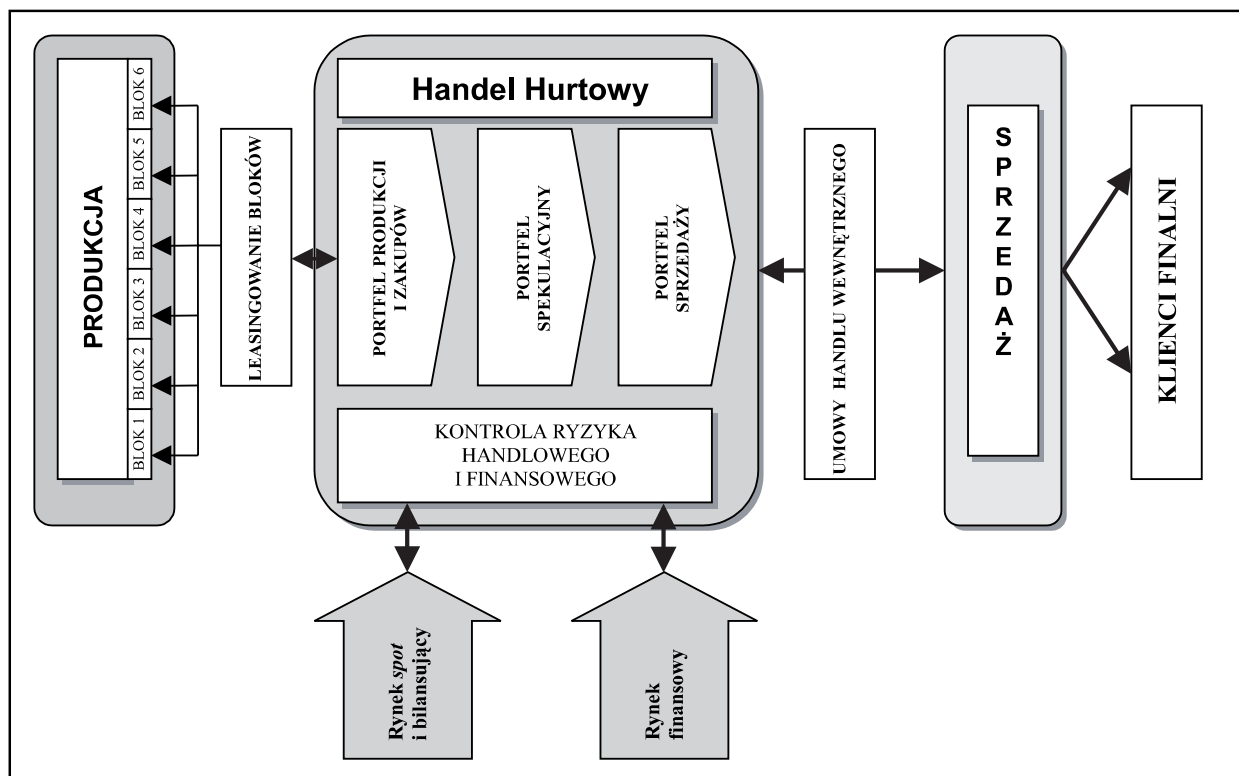 PRODUKCJA
BLOK 6
BLOK 5
BLOK 4
BLOK 3
BLOK 2
BLOK 1
LEASINGOWANIE BLOKÓW
Handel Hurtowy
PORTFEL PRODUKCJI
I ZAKUPÓW
PORTFEL
SPEKULACYJNY
PORTFEL
SPRZEDAŻY
KONTROLA RYZYKA
HANDLOWEGO
I FINANSOWEGO
Rynek spot
i bilansujący
Rynek
finansowy
UMOWY HANDLU WEWNĘTRZNEGO
SPRZEDAŻ
KLIENCI FINALNI